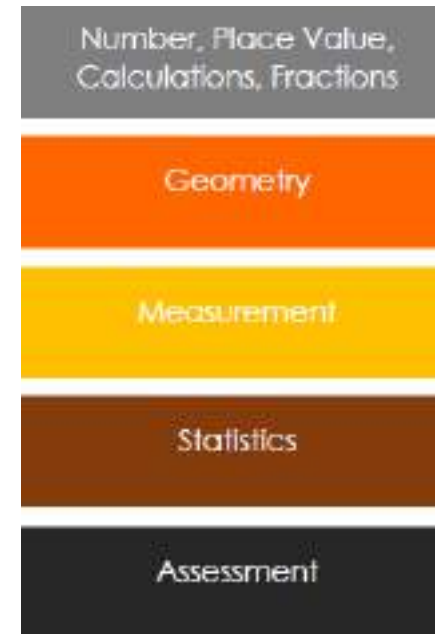 Number, Place Value,
Calculations, Fractions
Geometry
Measurement
Statistics
Assessment